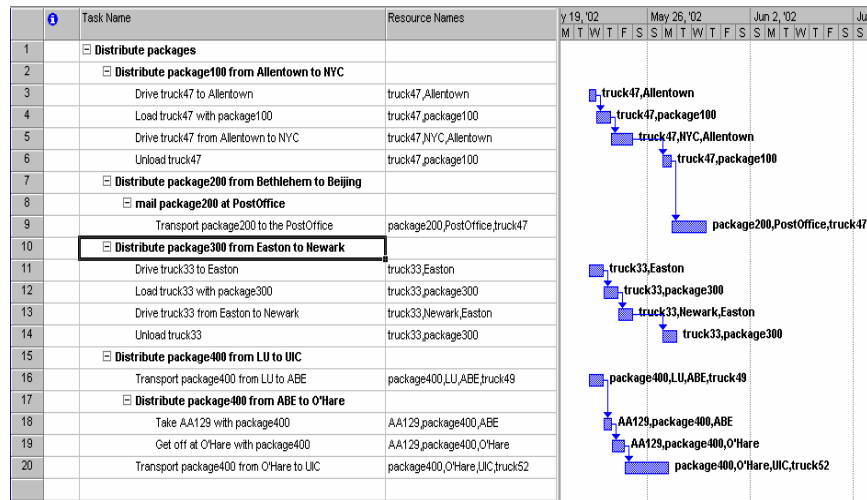 Task Name Resource Names y 19, '02 May 26, '02 Jun 2, '02 Ju
M T W T F S S M T W T F S S M T W T F S S
1 Distribute packages
2 Distribute package100 from Allentown to NYC
3 Drive truck47 to Allentown truck47,Allentown truck47,Allentown
4 Load truck47 with package100 truck47,package100 truck47,package100
5 Drive truck47 from Allentown to NYC truck47,NYC,Allentown truck47,NYC,Allentown
6 Unload truck47 truck47,package100 truck47,package100
7 Distribute package200 from Bethlehem to Beijing
8 mail package200 at PostOffice
9 Transport package200 to the PostOffice package200,PostOffice,truck47 package200,PostOffice,truck47
10 Distribute package300 from Easton to Newark
11 Drive truck33 to Easton truck33,Easton truck33,Easton
12 Load truck33 with package300 truck33,package300 truck33,package300
13 Drive truck33 from Easton to Newark truck33,Newark,Easton truck33,Newark,Easton
14 Unload truck33 truck33,package300 truck33,package300
15 Distribute package400 from LU to UIC
16 Transport package400 from LU to ABE package400,LU,ABE,truck49 package400,LU,ABE,truck49
17 Distribute package400 from ABE to O'Hare
18 Take AA129 with package400 AA129,package400,ABE AA129,package400,ABE
19 Get off at O'Hare with package400 AA129,package400,O'Hare AA129,package400,O'Hare
20 Transport package400 from O'Hare to UIC package400,O'Hare,UIC,truck52 package400,O'Hare,UIC,truck52